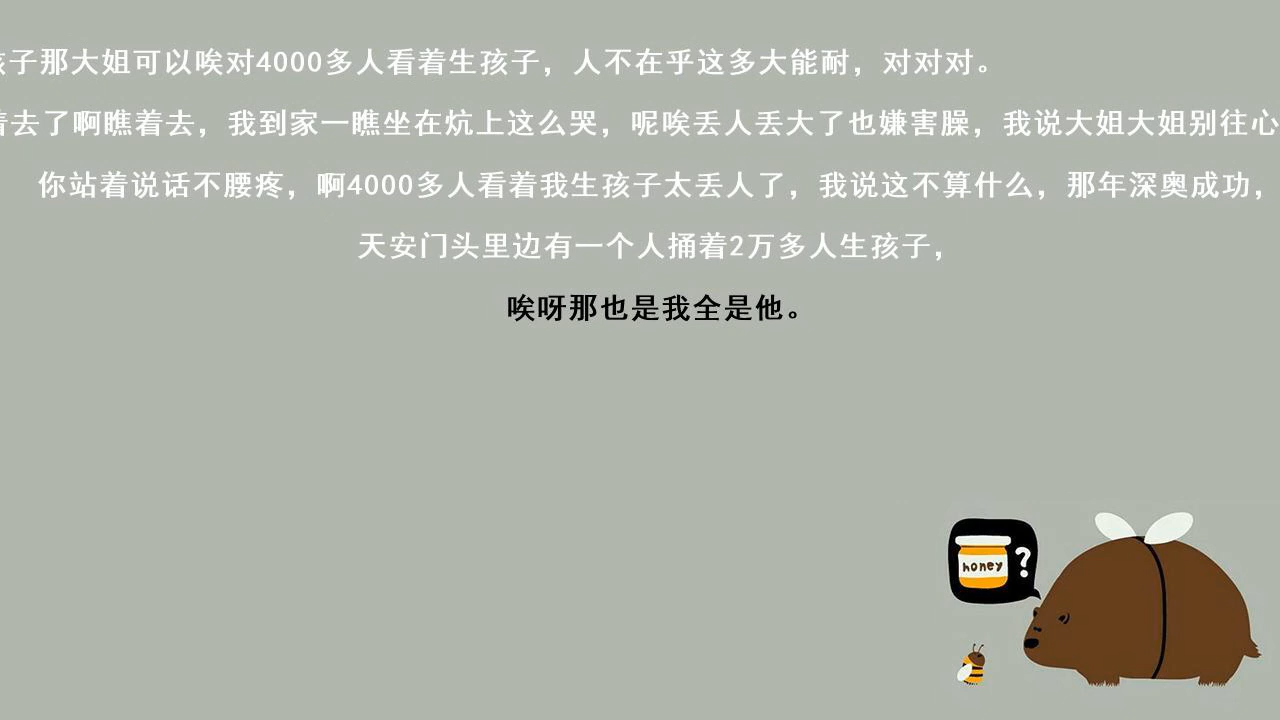 子那大姐可以唉对4000多人看着生孩子，人不在乎这多大能耐，对对对。
去了啊瞧着去，我到家一瞧坐在炕上这么哭，呢唉丢人丢大了也嫌害臊，我说大姐大姐别往心
你站着说话不腰疼，啊4000多人看着我生孩子太丢人了，我说这不算什么，那年深奥成功，
天安门头里边有一个人捅着2万多人生孩子，
唉呀那也是我全是他。
honey ?